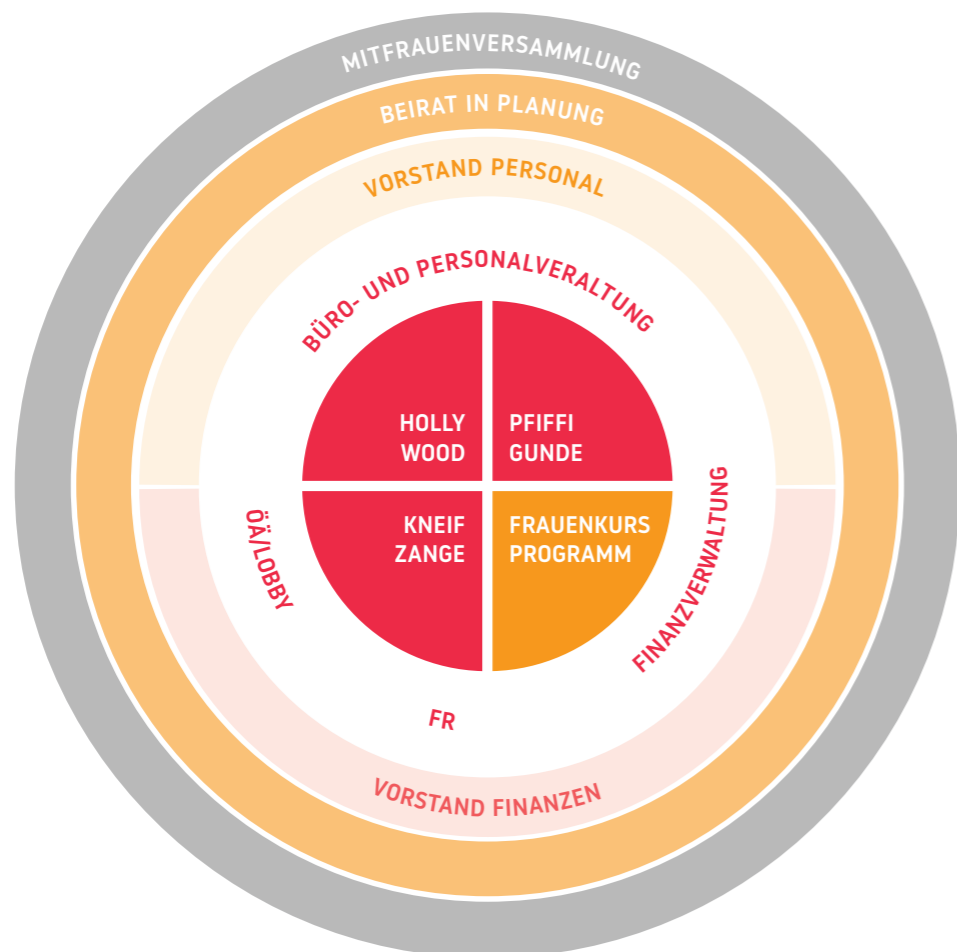 MITFRAUENVERSAMMLUNG
BEIRAT IN PLANUNG
VORSTAND PERSONAL
BÜRO- UND PERSONALVERALTUNG
HOLLY
WOOD
PFIFFI
GUNDE
KNEIF
ZANGE
FRAUENKURS
PROGRAMM
ÖÄ/LOBBY
FINANZVERWALTUNG
FR
VORSTAND FINANZEN